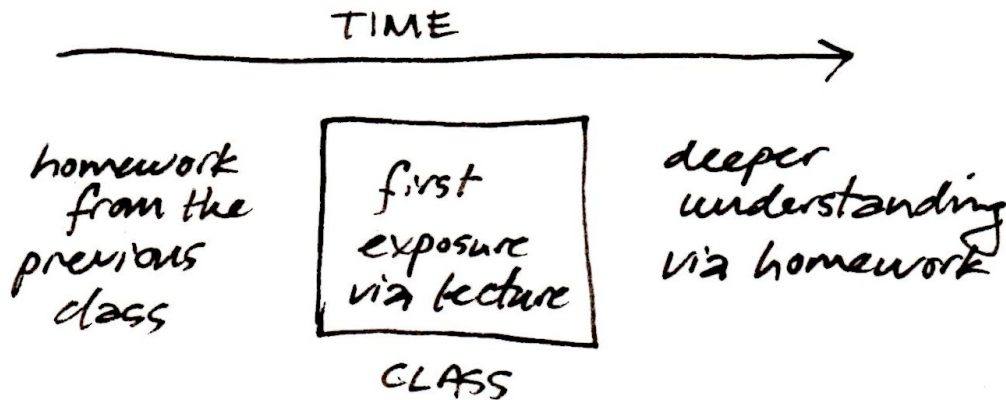 TIME
homework
from the
previous
class
first
exposure
via lecture
CLASS
deeper
understanding
via homework